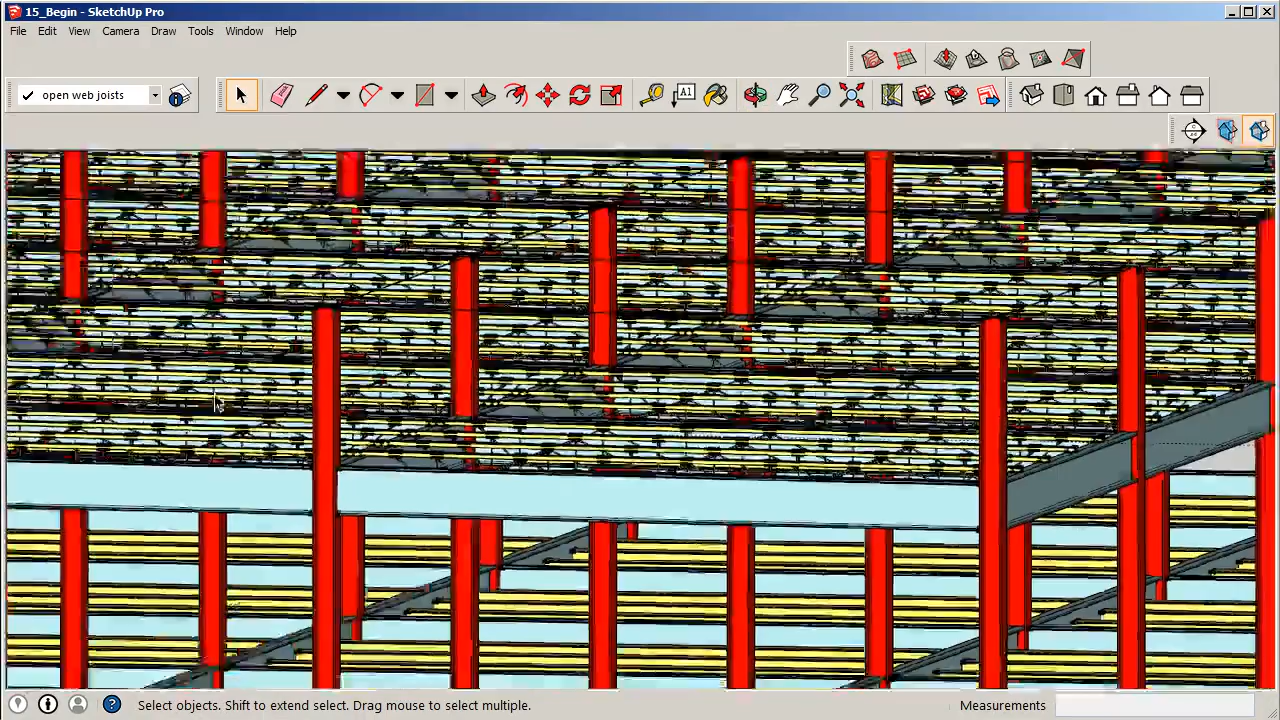 15_Begin - SketchUp Pro
File Edit View Camera Draw Tools Window Help
open web joists
A1
Select objects. Shift to extend select. Drag mouse to select multiple.
Measurements